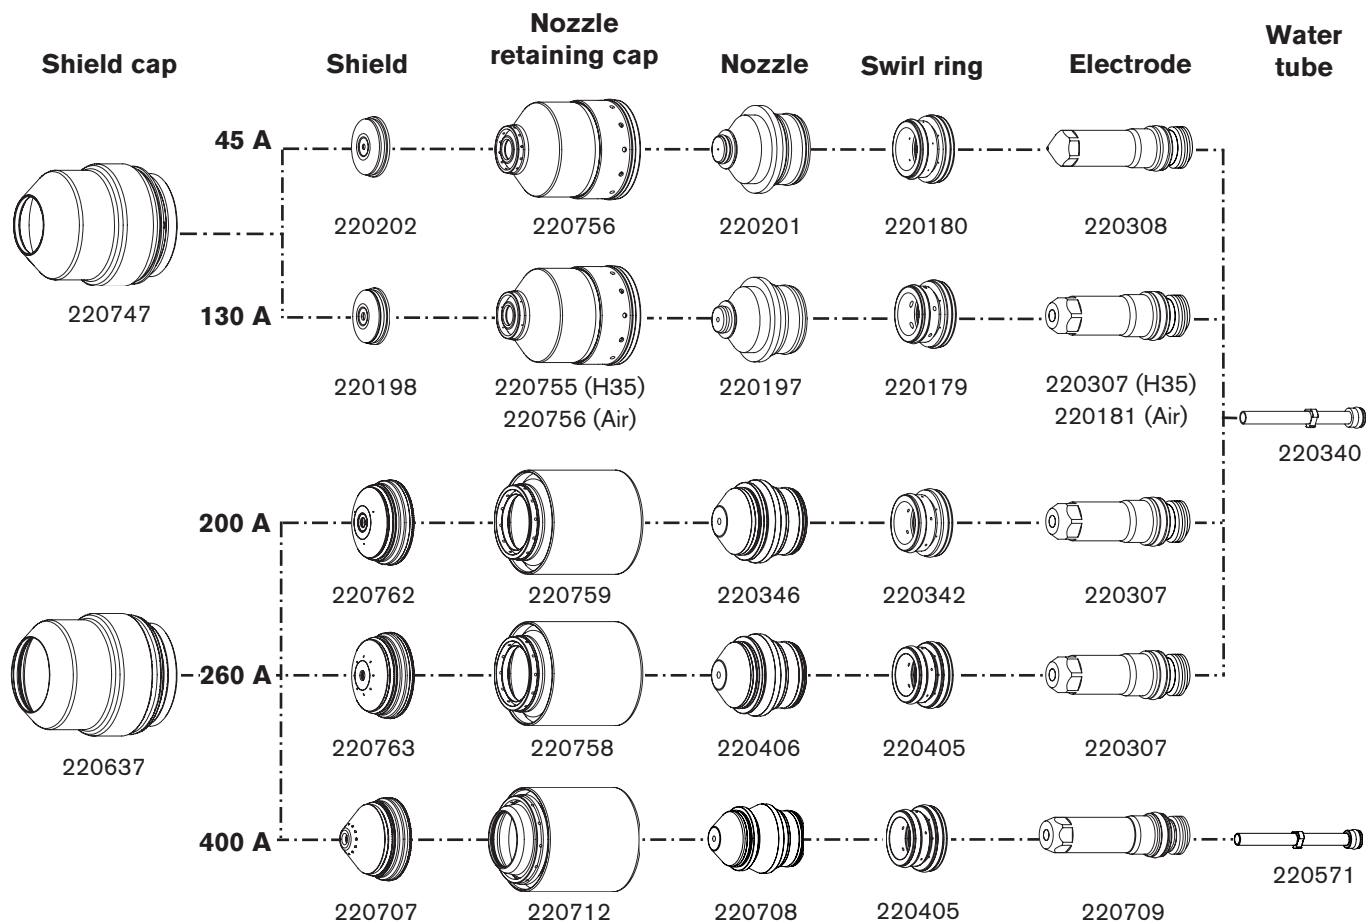 Shield cap
Shield
Nozzle
retaining cap
Nozzle
Swirl ring
Electrode
Water
tube
45 A
220202
220756
220201
220180
220308
220747
130 A
220198
220755 (H35)
220756 (Air)
220197
220179
220307 (H35)
220181 (Air)
220340
200 A
220762
220759
220346
220342
220307
260 A
220763
220758
220406
220405
220307
220637
400 A
220707
220712
220708
220405
220709
220571